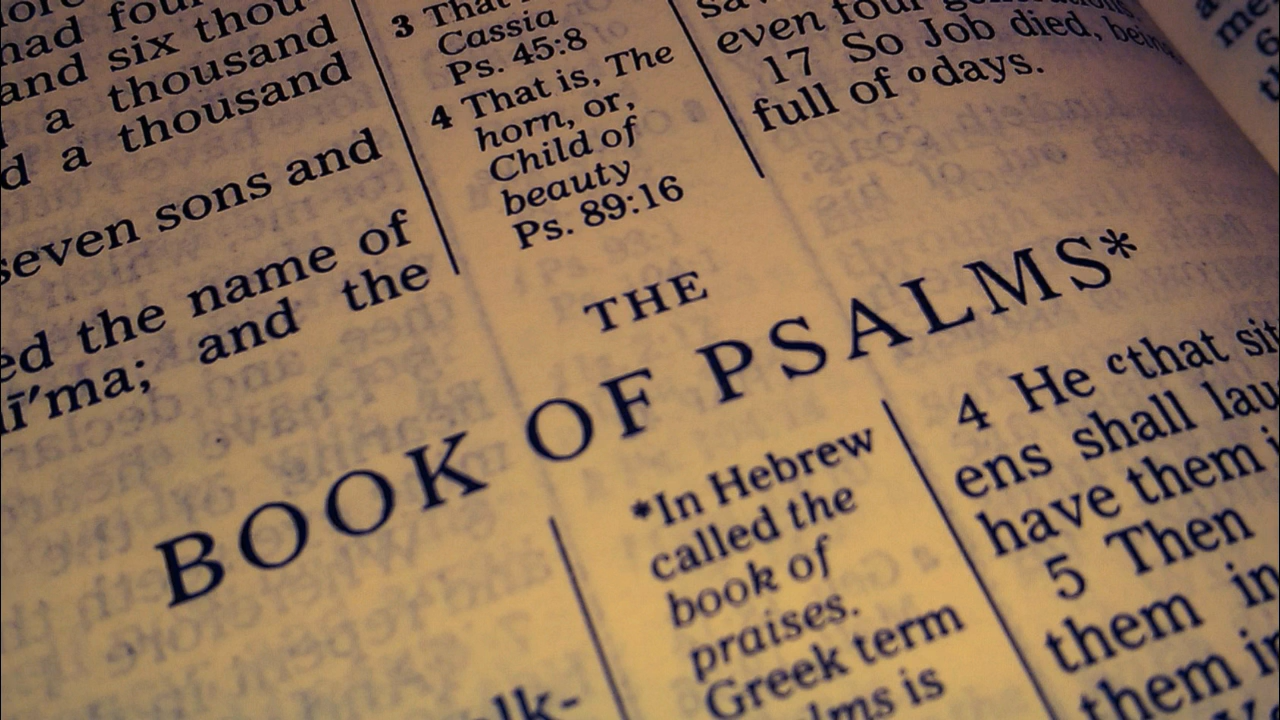 had four
and six thou
a thousand
d a thousand
seven sons and
ed the name of
ī'ma; and the
3 That
Cassia
Ps. 45:8
4 That is, The
horn, or,
Child of
beauty
Ps. 89:16
even four generations.
17 So Job died, being
full of ᵒdays.
THE
BOOK OF PSALMS*
*In Hebrew
called the
book of
praises.
Greek term
lms is
4 He ᶜthat sit
ens shall lau
have them i
5 Then
them in
them in